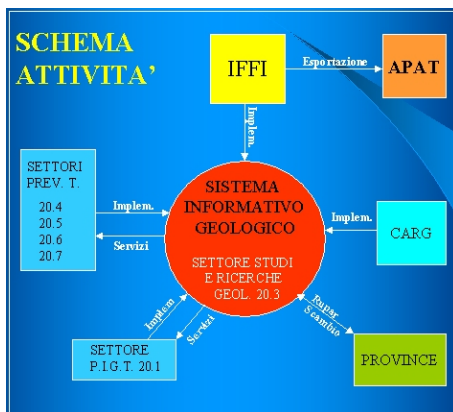 SCHEMA
ATTIVITA'
IFFI
Esportazione
APAT
Implem.
SETTORI
PREV. T.
20.4
20.5
20.6
20.7
Implem.
Servizi
SISTEMA
INFORMATIVO
GEOLOGICO
SETTORE STUDI
E RICERCHE
GEOL. 20.3
Implem.
CARG
Implem
Servizi
SETTORE
P.I.G.T. 20.1
Rupar
Scambio
PROVINCE